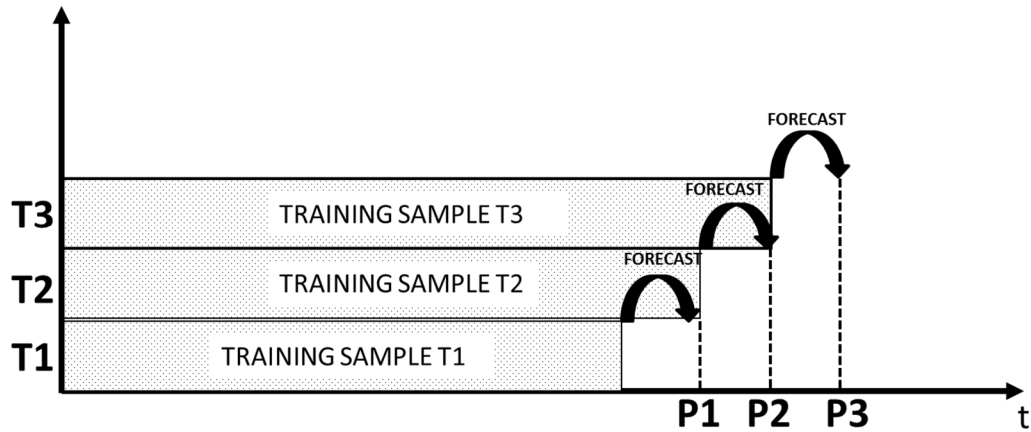 FORECAST
T3
TRAINING SAMPLE T3
FORECAST
T2
TRAINING SAMPLE T2
FORECAST
T1
TRAINING SAMPLE T1
P1 P2 P3
t